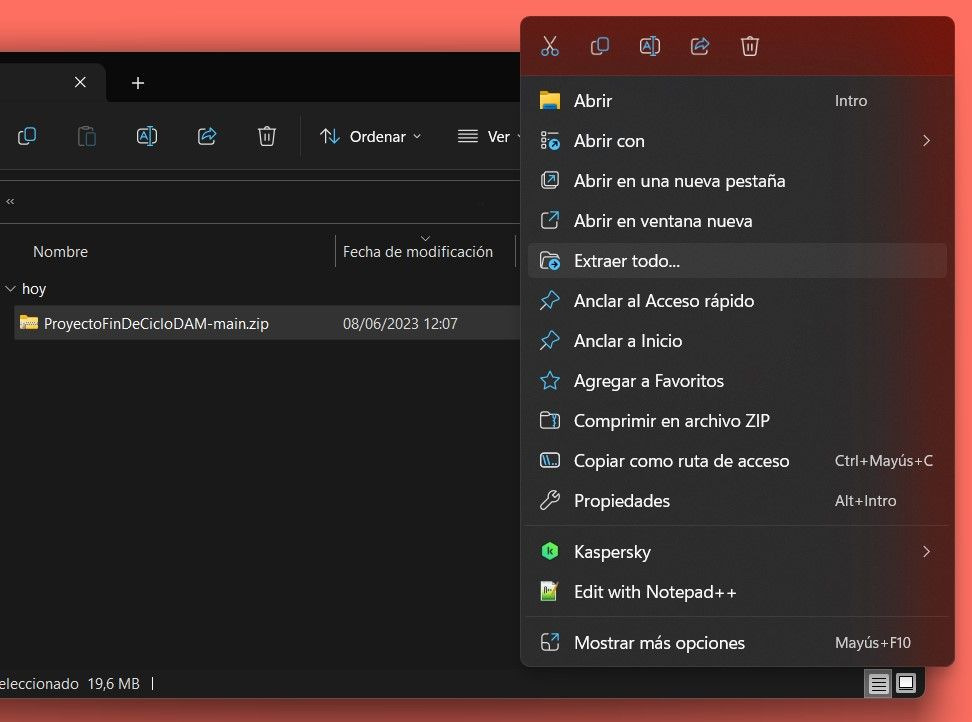 Ordenar
Ver
«
Nombre
Fecha de modificación
hoy
ProyectoFinDeCicloDAM-main.zip 08/06/2023 12:07
eleccionado 19,6 MB
Abrir Intro
Abrir con
Abrir en una nueva pestaña
Abrir en ventana nueva
Extraer todo...
Anclar al Acceso rápido
Anclar a Inicio
Agregar a Favoritos
Comprimir en archivo ZIP
Copiar como ruta de acceso Ctrl+Mayús+C
Propiedades Alt+Intro
Kaspersky
Edit with Notepad++
Mostrar más opciones Mayús+F10